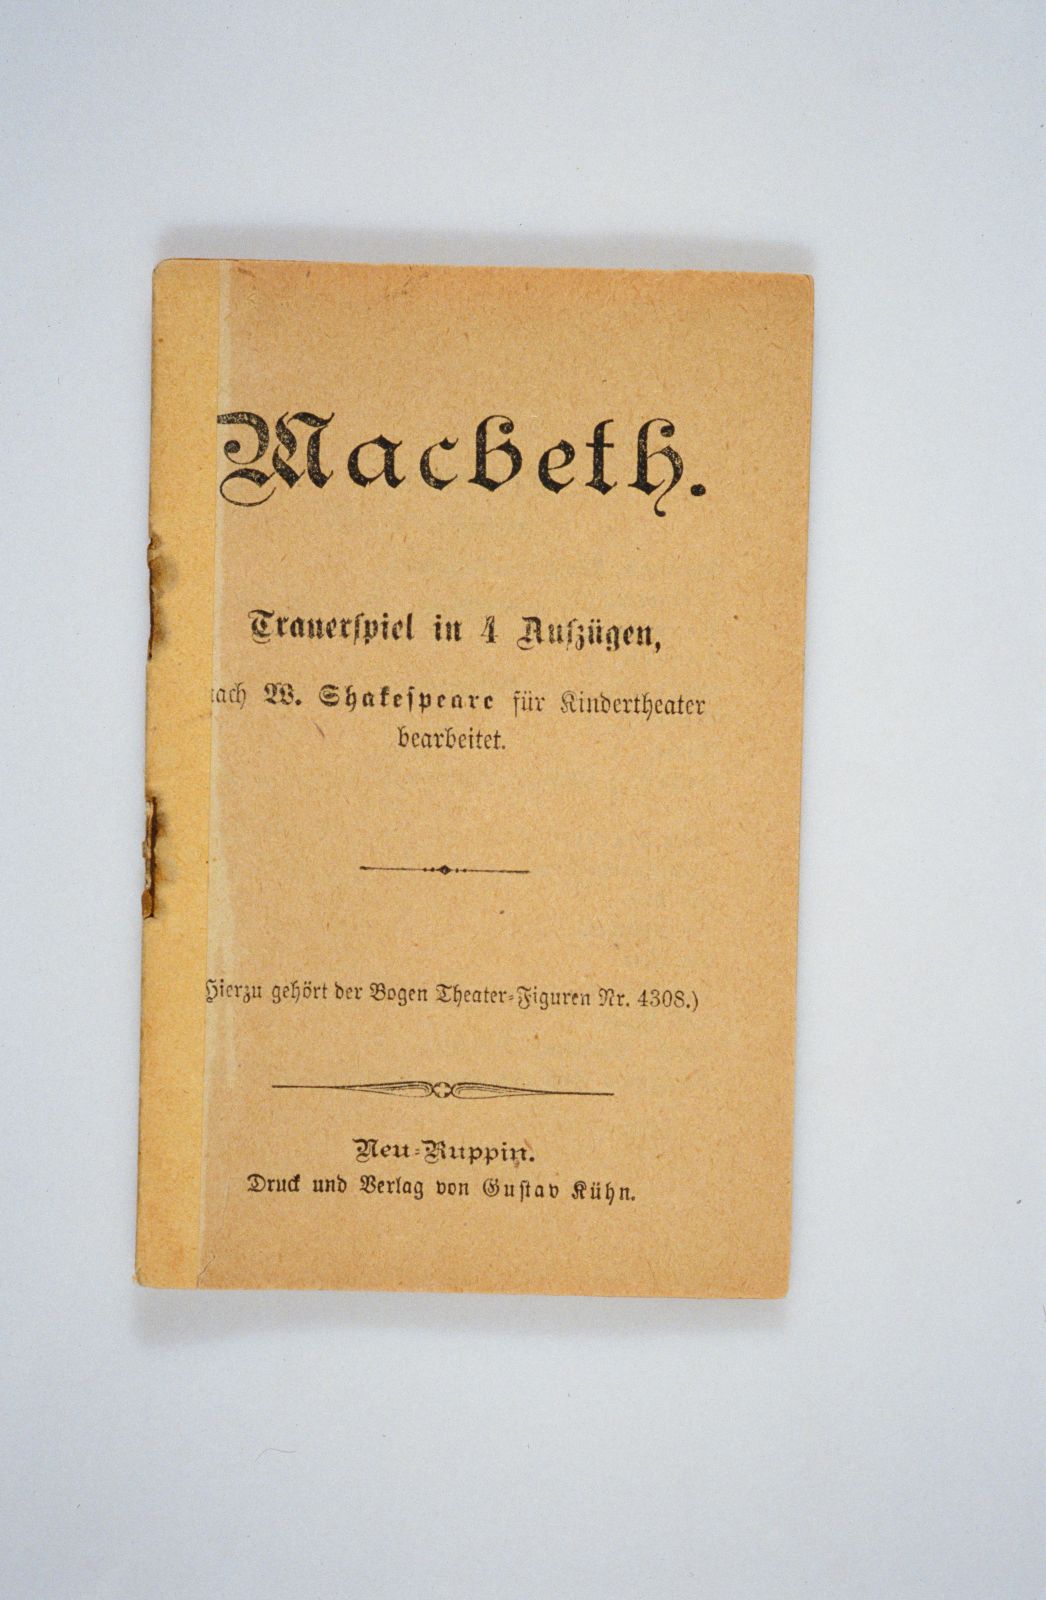 Macbeth.
Trauerspiel in 4 Aufzügen,
nach W. Shakespeare für Kindertheater
bearbeitet.
Hierzu gehört der Bogen Theater-Figuren Nr. 4308.)
Neu-Ruppin.
Druck und Verlag von Gustav Kühn.